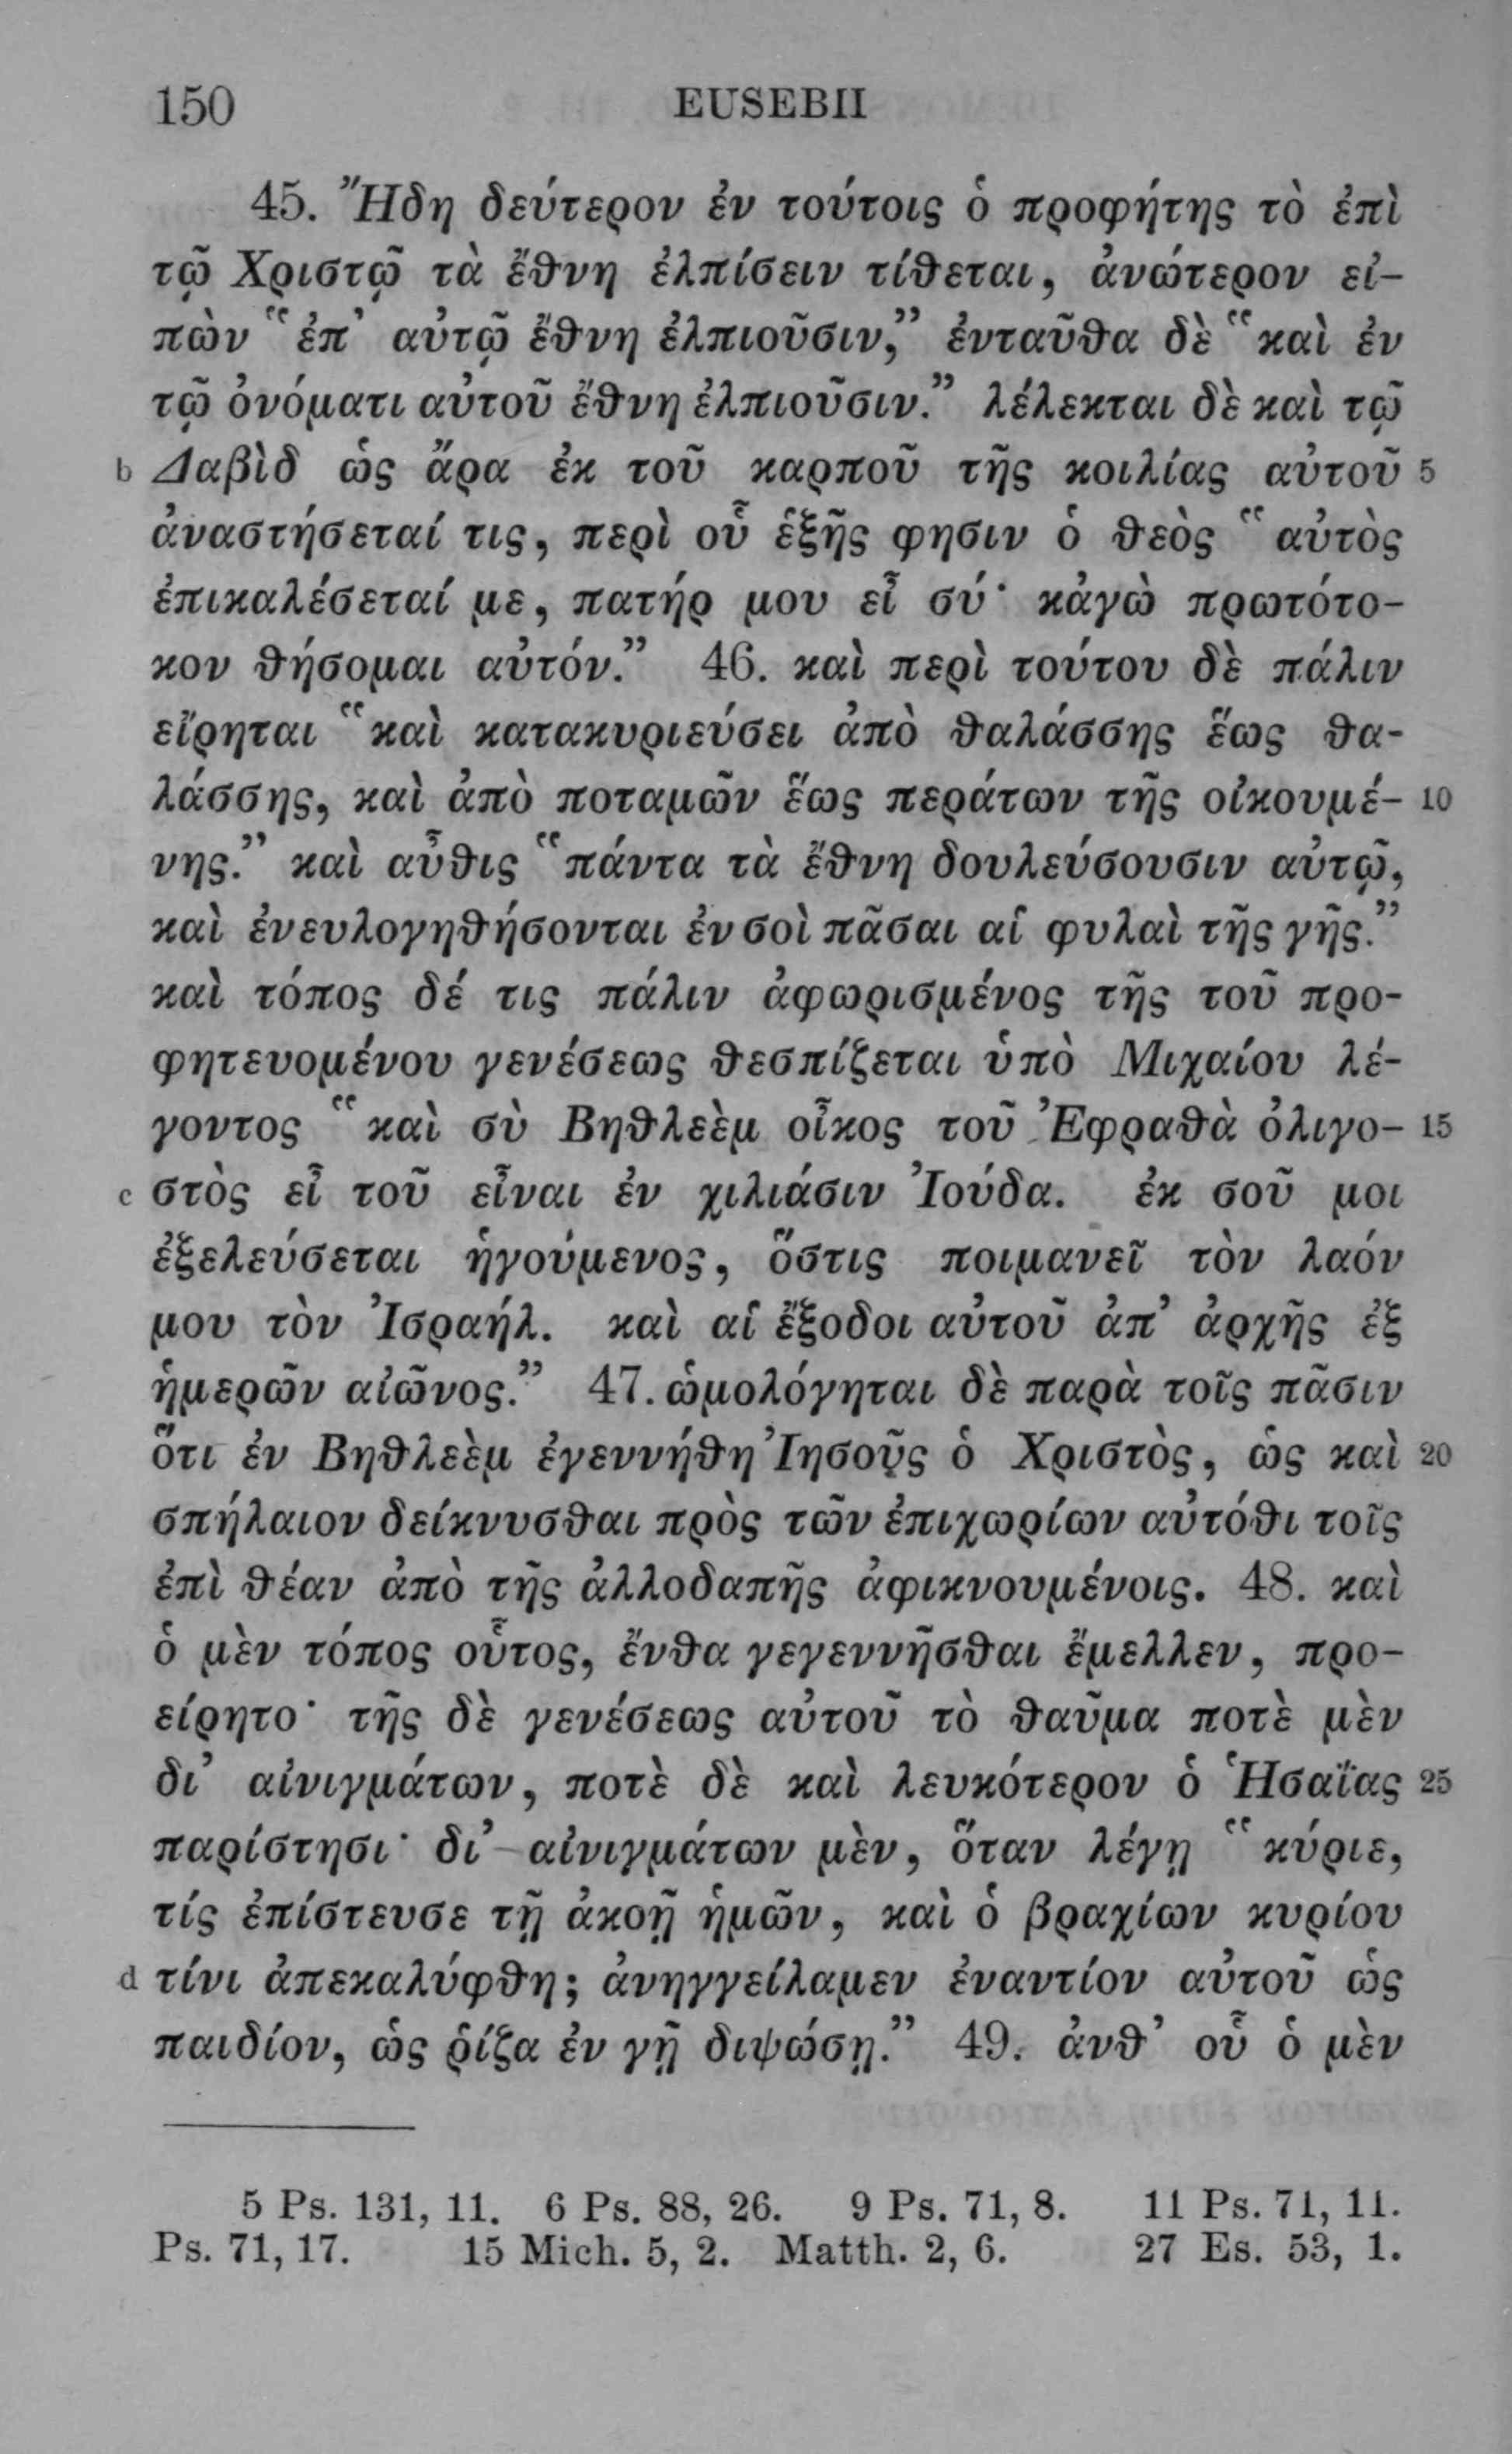 150 EUSEBII
45. Ἤδη δεύτερον ἐν τούτοις ὁ προφήτης τὸ ἐπὶ
τῷ Χριστῷ τὰ ἔθνη ἐλπίσειν τίθεται, ἀνώτερον εἰ-
πὼν “ἐπ’ αὐτῷ ἔθνη ἐλπιοῦσιν,” ἐνταῦθα δὲ “καὶ ἐν
τῷ ὀνόματι αὐτοῦ ἔθνη ἐλπιοῦσιν.” λέλεκται δὲ καὶ τῷ
b Δαβὶδ ὡς ἄρα ἐκ τοῦ καρποῦ τῆς κοιλίας αὐτοῦ 5
ἀναστήσεταί τις, περὶ οὗ ἑξῆς φησιν ὁ θεὸς “αὐτὸς
ἐπικαλέσεταί με, πατήρ μου εἶ σύ· κἀγὼ πρωτότο-
κον θήσομαι αὐτόν.” 46. καὶ περὶ τούτου δὲ πάλιν
εἴρηται “καὶ κατακυριεύσει ἀπὸ θαλάσσης ἕως θα-
λάσσης, καὶ ἀπὸ ποταμῶν ἕως περάτων τῆς οἰκουμέ- 10
νης.” καὶ αὖθις “πάντα τὰ ἔθνη δουλεύσουσιν αὐτῷ,
καὶ ἐνευλογηθήσονται ἐν σοὶ πᾶσαι αἱ φυλαὶ τῆς γῆς.”
καὶ τόπος δέ τις πάλιν ἀφωρισμένος τῆς τοῦ προ-
φητευομένου γενέσεως θεσπίζεται ὑπὸ Μιχαίου λέ-
γοντος “καὶ σὺ Βηθλεὲμ οἶκος τοῦ Ἐφραθὰ ὀλιγο- 15
c στὸς εἶ τοῦ εἶναι ἐν χιλιάσιν Ἰούδα. ἐκ σοῦ μοι
ἐξελεύσεται ἡγούμενος, ὅστις ποιμανεῖ τὸν λαόν
μου τὸν Ἰσραήλ. καὶ αἱ ἔξοδοι αὐτοῦ ἀπ’ ἀρχῆς ἐξ
ἡμερῶν αἰῶνος.” 47. ὡμολόγηται δὲ παρὰ τοῖς πᾶσιν
ὅτι ἐν Βηθλεὲμ ἐγεννήθη Ἰησοῦς ὁ Χριστὸς, ὡς καὶ 20
σπήλαιον δείκνυσθαι πρὸς τῶν ἐπιχωρίων αὐτόθι τοῖς
ἐπὶ θέαν ἀπὸ τῆς ἀλλοδαπῆς ἀφικνουμένοις. 48. καὶ
ὁ μὲν τόπος οὗτος, ἔνθα γεγεννῆσθαι ἔμελλεν, προ-
είρητο· τῆς δὲ γενέσεως αὐτοῦ τὸ θαῦμα ποτὲ μὲν
δι’ αἰνιγμάτων, ποτὲ δὲ καὶ λευκότερον ὁ Ἡσαΐας 25
παρίστησι· δι’ αἰνιγμάτων μὲν, ὅταν λέγῃ “κύριε,
τίς ἐπίστευσε τῇ ἀκοῇ ἡμῶν, καὶ ὁ βραχίων κυρίου
d τίνι ἀπεκαλύφθη; ἀνηγγείλαμεν ἐναντίον αὐτοῦ ὡς
παιδίον, ὡς ῥίζα ἐν γῇ διψώσῃ.” 49. ἀνθ’ οὗ ὁ μὲν
5 Ps. 131, 11. 6 Ps. 88, 26. 9 Ps. 71, 8. 11 Ps. 71, 11.
Ps. 71, 17. 15 Mich. 5, 2. Matth. 2, 6. 27 Es. 53, 1.